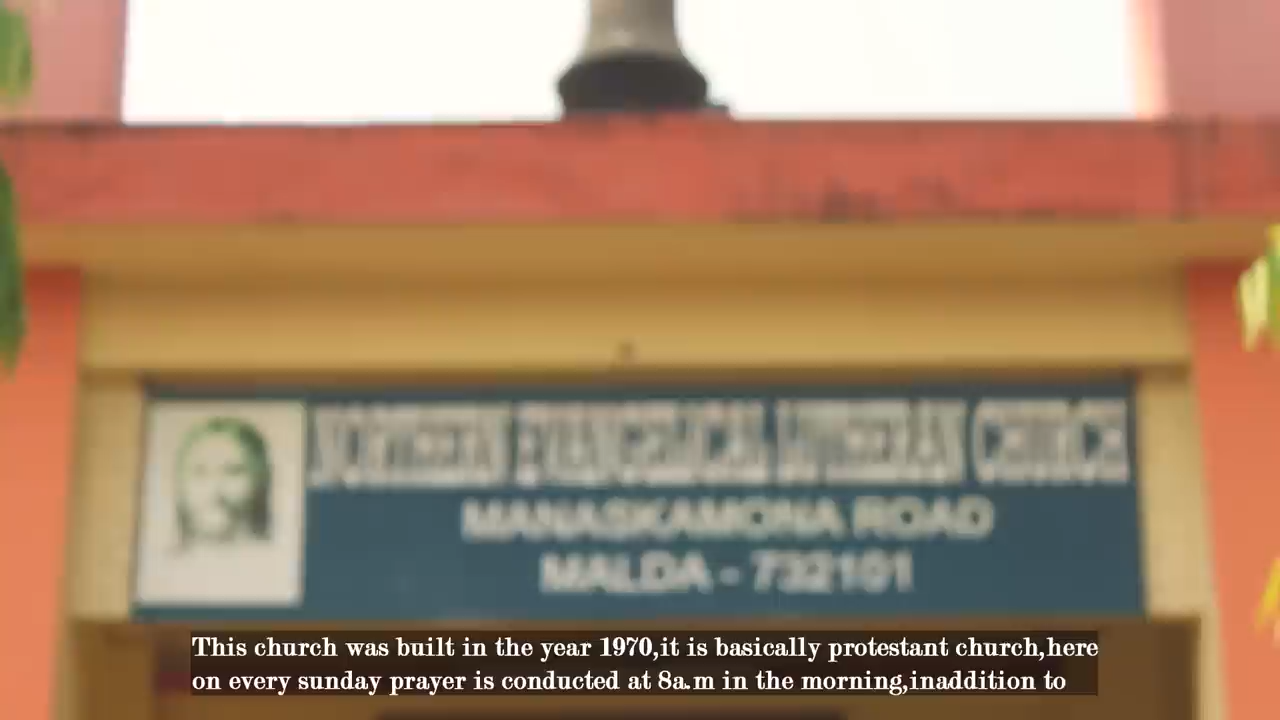 NORTHERN EVANGELICAL LUTHERAN CHURCH
MANASKAMONA ROAD
MALDA - 732101
This church was built in the year 1970,it is basically protestant church,here
on every sunday prayer is conducted at 8a.m in the morning,inaddition to